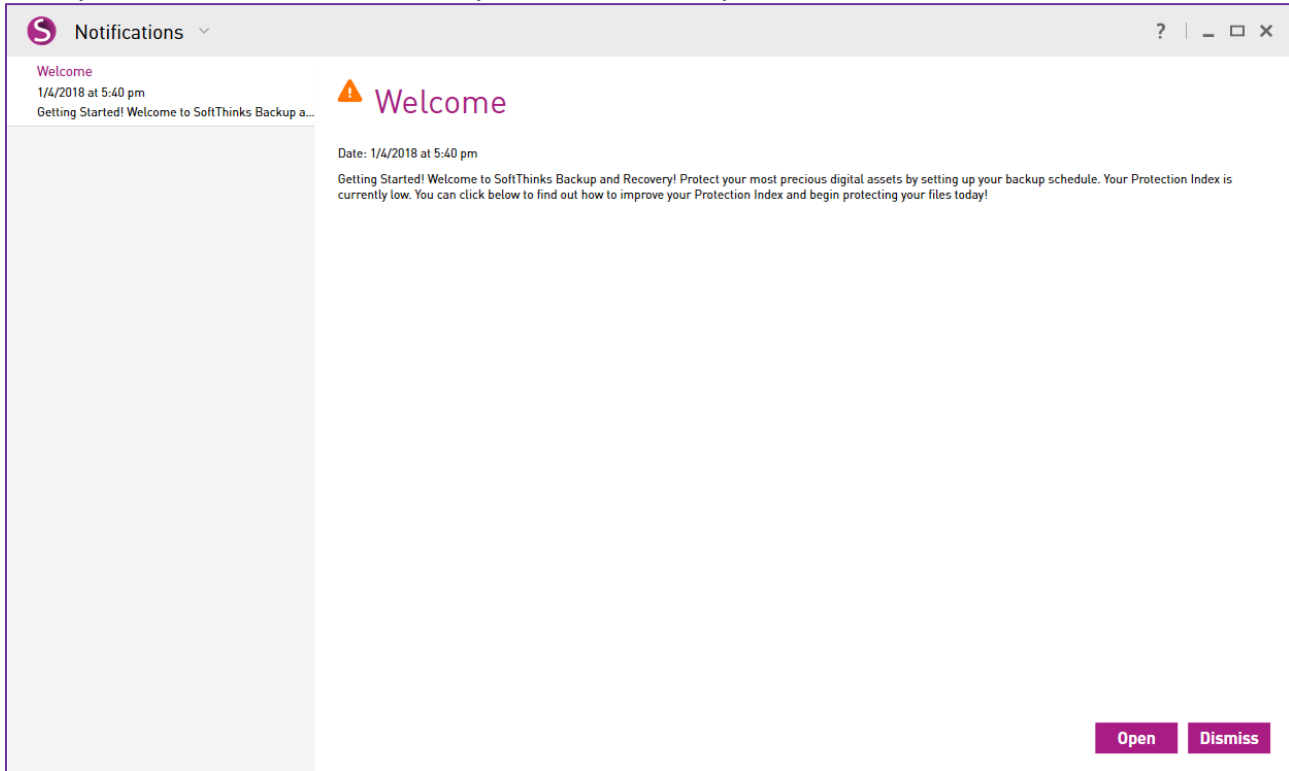 Notifications
?
Welcome
1/4/2018 at 5:40 pm
Getting Started! Welcome to SoftThinks Backup a...
Welcome
Date: 1/4/2018 at 5:40 pm
Getting Started! Welcome to SoftThinks Backup and Recovery! Protect your most precious digital assets by setting up your backup schedule. Your Protection Index is
currently low. You can click below to find out how to improve your Protection Index and begin protecting your files today!
Open
Dismiss